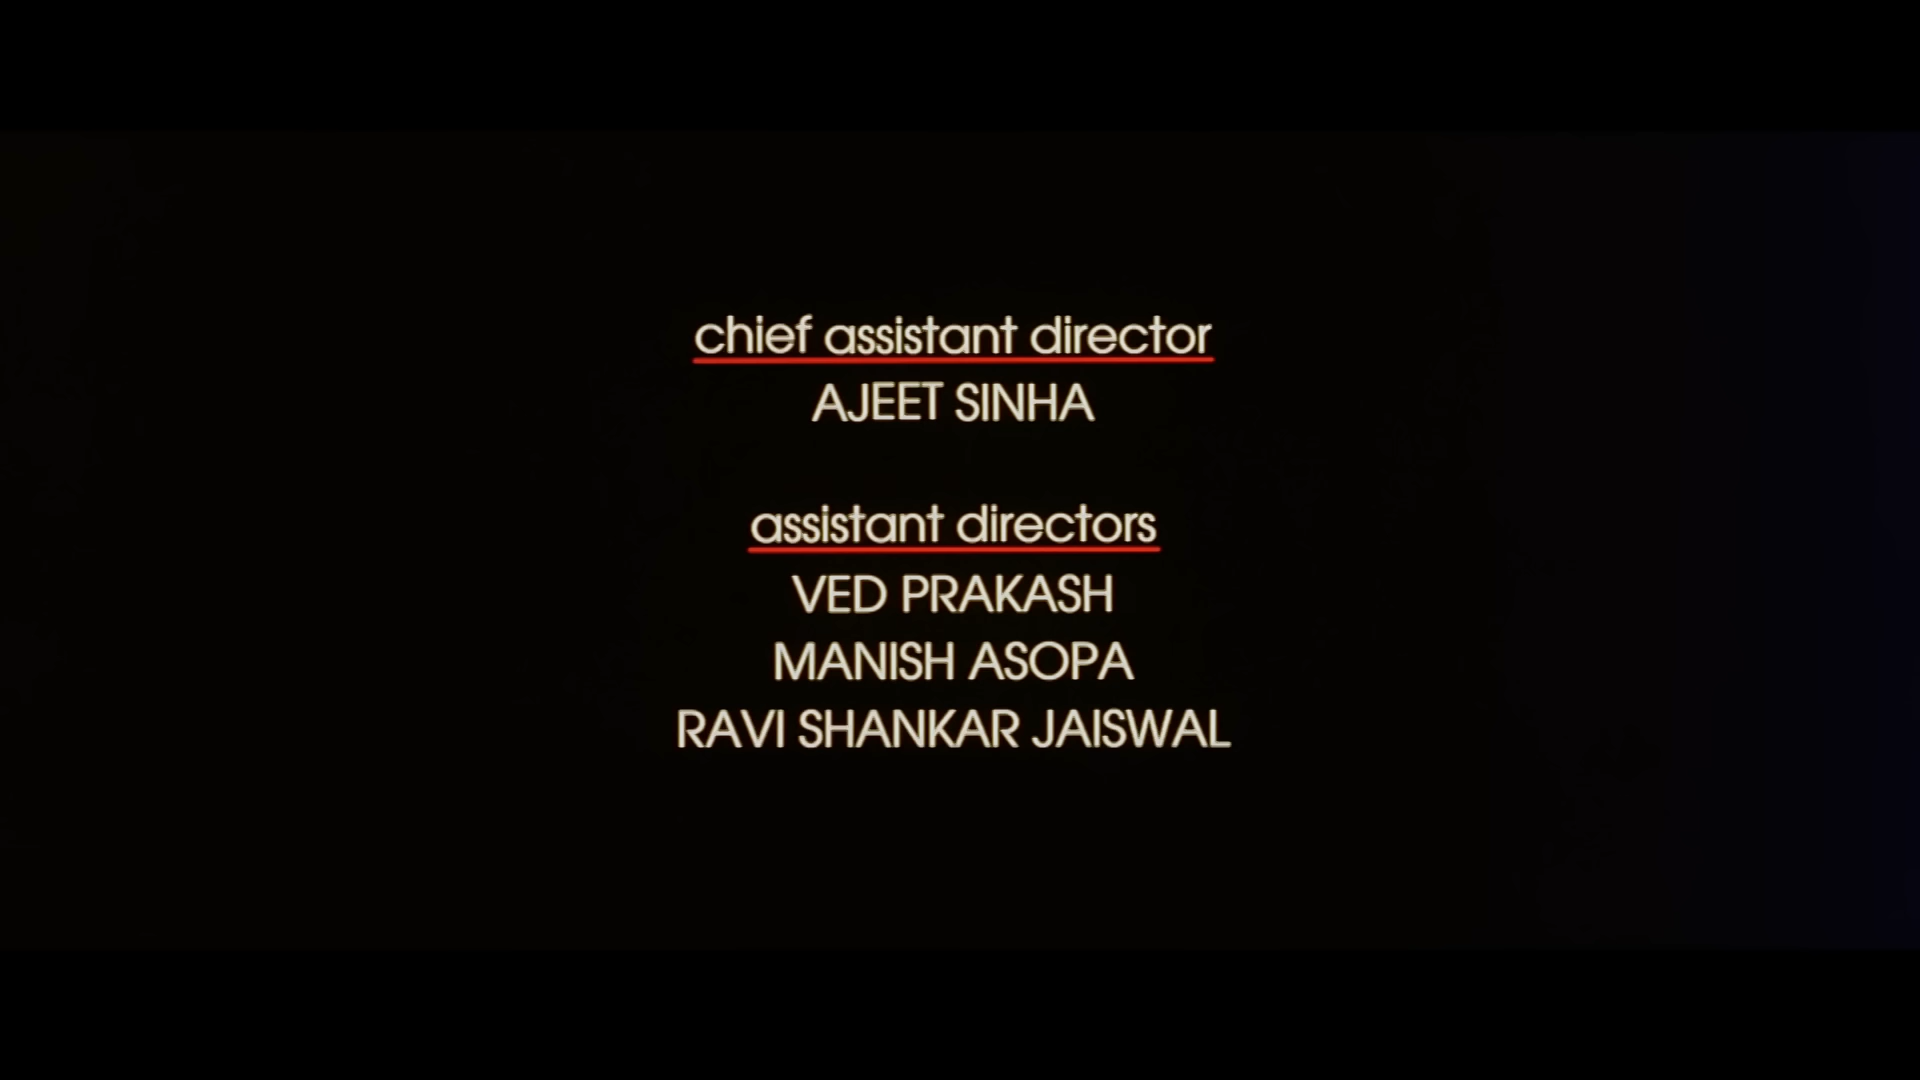 chief assistant director
AJEET SINHA
assistant directors
VED PRAKASH
MANISH ASOPA
RAVI SHANKAR JAISWAL